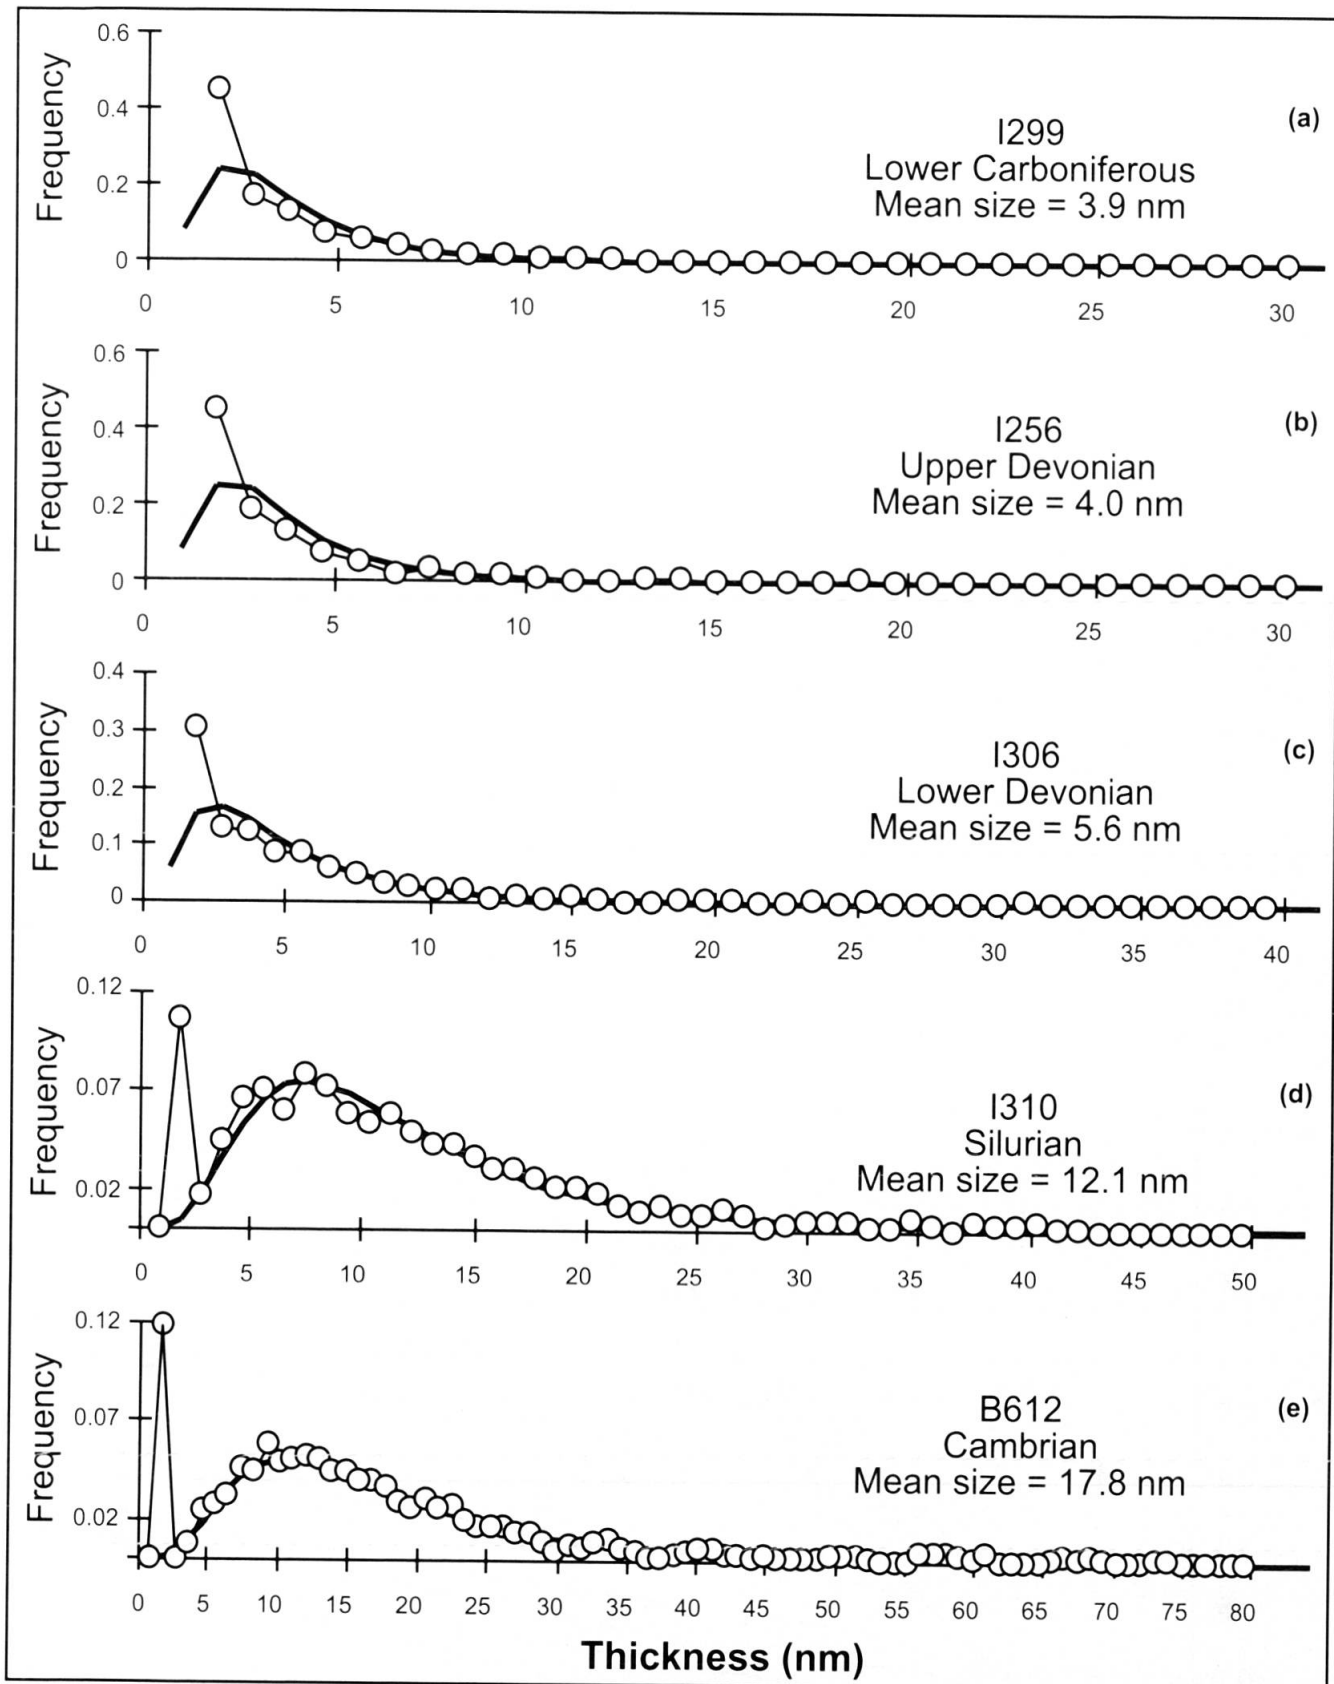 0.6
0.4
0.2
0
Frequency
I299
Lower Carboniferous
Mean size = 3.9 nm
(a)
0 5 10 15 20 25 30
0.6
0.4
0.2
0
Frequency
I256
Upper Devonian
Mean size = 4.0 nm
(b)
0 5 10 15 20 25 30
0.4
0.3
0.2
0.1
0
Frequency
I306
Lower Devonian
Mean size = 5.6 nm
(c)
0 5 10 15 20 25 30 35 40
0.12
0.07
0.02
Frequency
I310
Silurian
Mean size = 12.1 nm
(d)
0 5 10 15 20 25 30 35 40 45 50
0.12
0.07
0.02
Frequency
B612
Cambrian
Mean size = 17.8 nm
(e)
0 5 10 15 20 25 30 35 40 45 50 55 60 65 70 75 80
Thickness (nm)